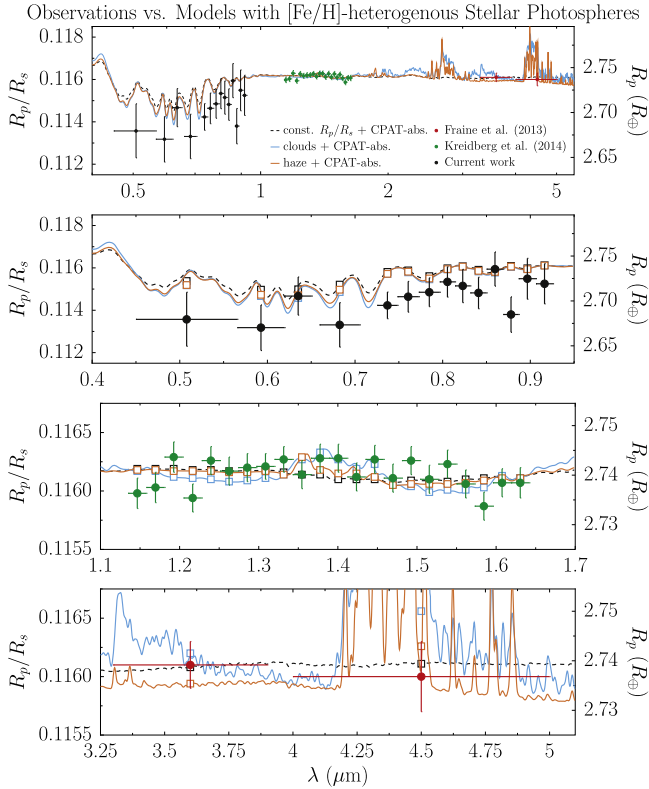 Observations vs. Models with [Fe/H]-heterogenous Stellar Photospheres
0.118
0.116
0.114
0.112
R_p/R_s
2.74
2.70
2.65
R_p (R_⊕)
const. R_p/R_s + CPAT-abs.
clouds + CPAT-abs.
haze + CPAT-abs.
Fraine et al. (2013)
Kreidberg et al. (2014)
Current work
0.5 1 2 5
0.118
0.116
0.114
0.112
R_p/R_s
2.75
2.70
2.65
R_p (R_⊕)
0.4 0.5 0.6 0.7 0.8 0.9
0.1165
0.1160
0.1155
R_p/R_s
2.75
2.74
2.73
R_p (R_⊕)
1.1 1.2 1.3 1.4 1.5 1.6 1.7
0.1165
0.1160
0.1155
R_p/R_s
2.75
2.74
2.73
R_p (R_⊕)
3.25 3.5 3.75 4 4.25 4.5 4.75 5
λ (μm)